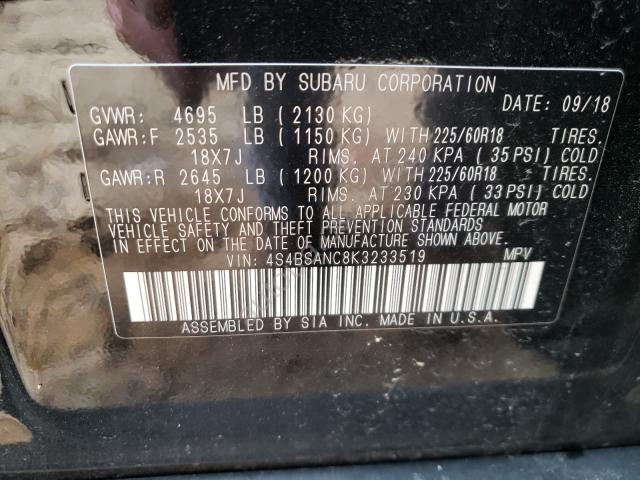 MFD BY SUBARU CORPORATION
DATE: 09/18
GVWR: 4695 LB ( 2130 KG)
GAWR:F 2535 LB ( 1150 KG) WITH 225/60R18 TIRES.
18X7J RIMS. AT 240 KPA ( 35 PSI) COLD
GAWR:R 2645 LB ( 1200 KG) WITH 225/60R18 TIRES.
18X7J RIMS. AT 230 KPA ( 33 PSI) COLD
THIS VEHICLE CONFORMS TO ALL APPLICABLE FEDERAL MOTOR
VEHICLE SAFETY AND THEFT PREVENTION STANDARDS
IN EFFECT ON THE DATE OF MANUFACTURE SHOWN ABOVE.
VIN: 4S4BSANC8K3233519 MPV
ASSEMBLED BY SIA INC. MADE IN U.S.A.